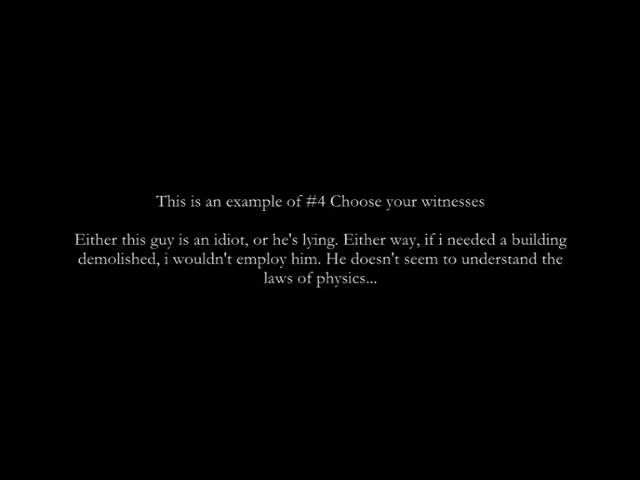 This is an example of #4 Choose your witnesses
Either this guy is an idiot, or he's lying. Either way, if i needed a building
demolished, i wouldn't employ him. He doesn't seem to understand the
laws of physics...